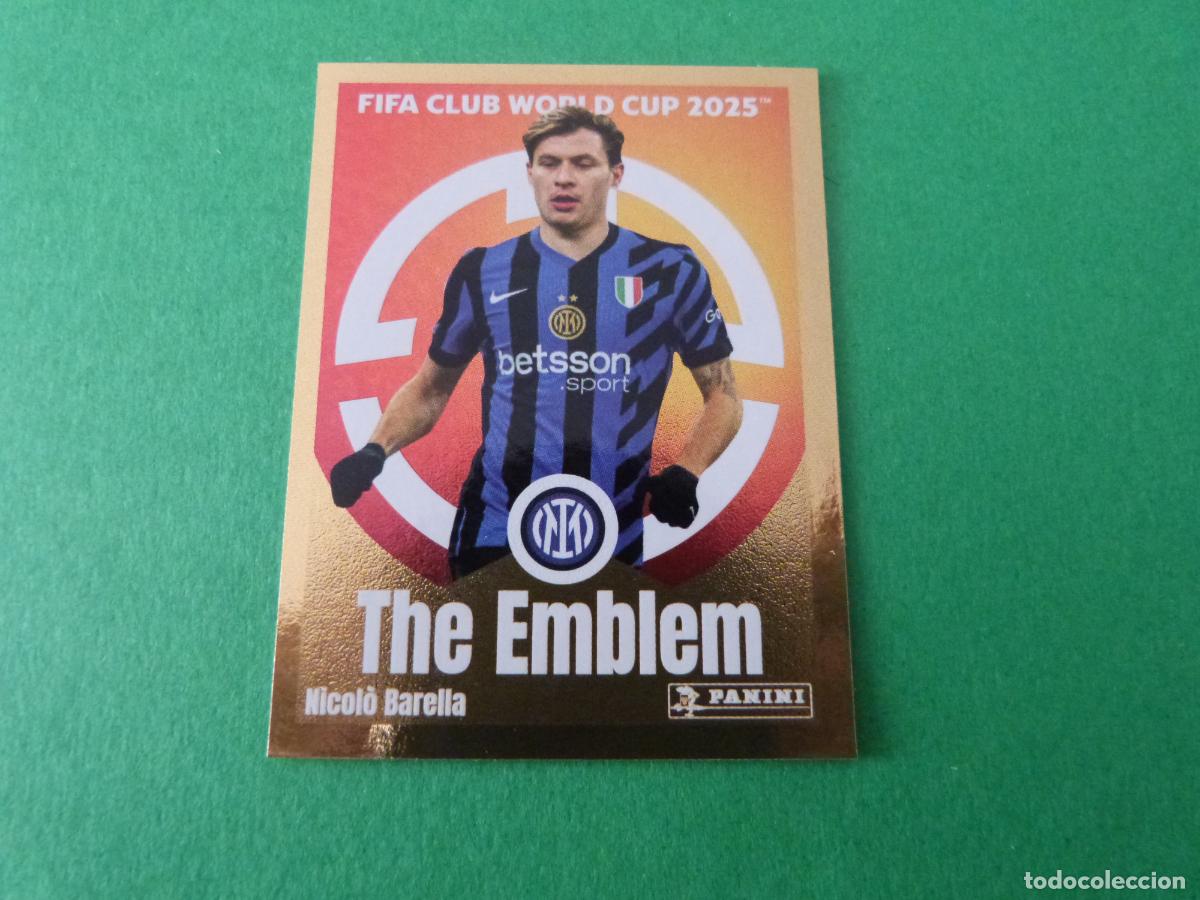 FIFA CLUB WORLD CUP 2025™
betsson
.sport
The Emblem
Nicolò Barella
PANINI
todocoleccion